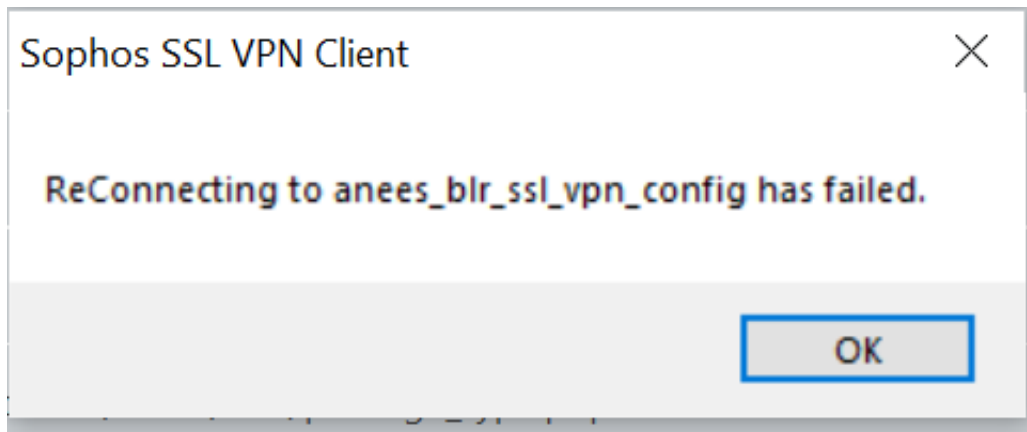 Sophos SSL VPN Client
ReConnecting to anees_blr_ssl_vpn_config has failed.
OK